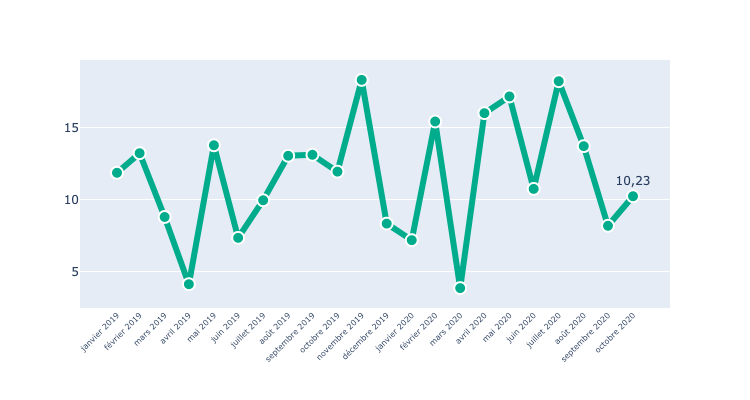 15
10
5
10,23
janvier 2019
février 2019
mars 2019
avril 2019
mai 2019
juin 2019
juillet 2019
août 2019
septembre 2019
octobre 2019
novembre 2019
décembre 2019
janvier 2020
février 2020
mars 2020
avril 2020
mai 2020
juin 2020
juillet 2020
août 2020
septembre 2020
octobre 2020